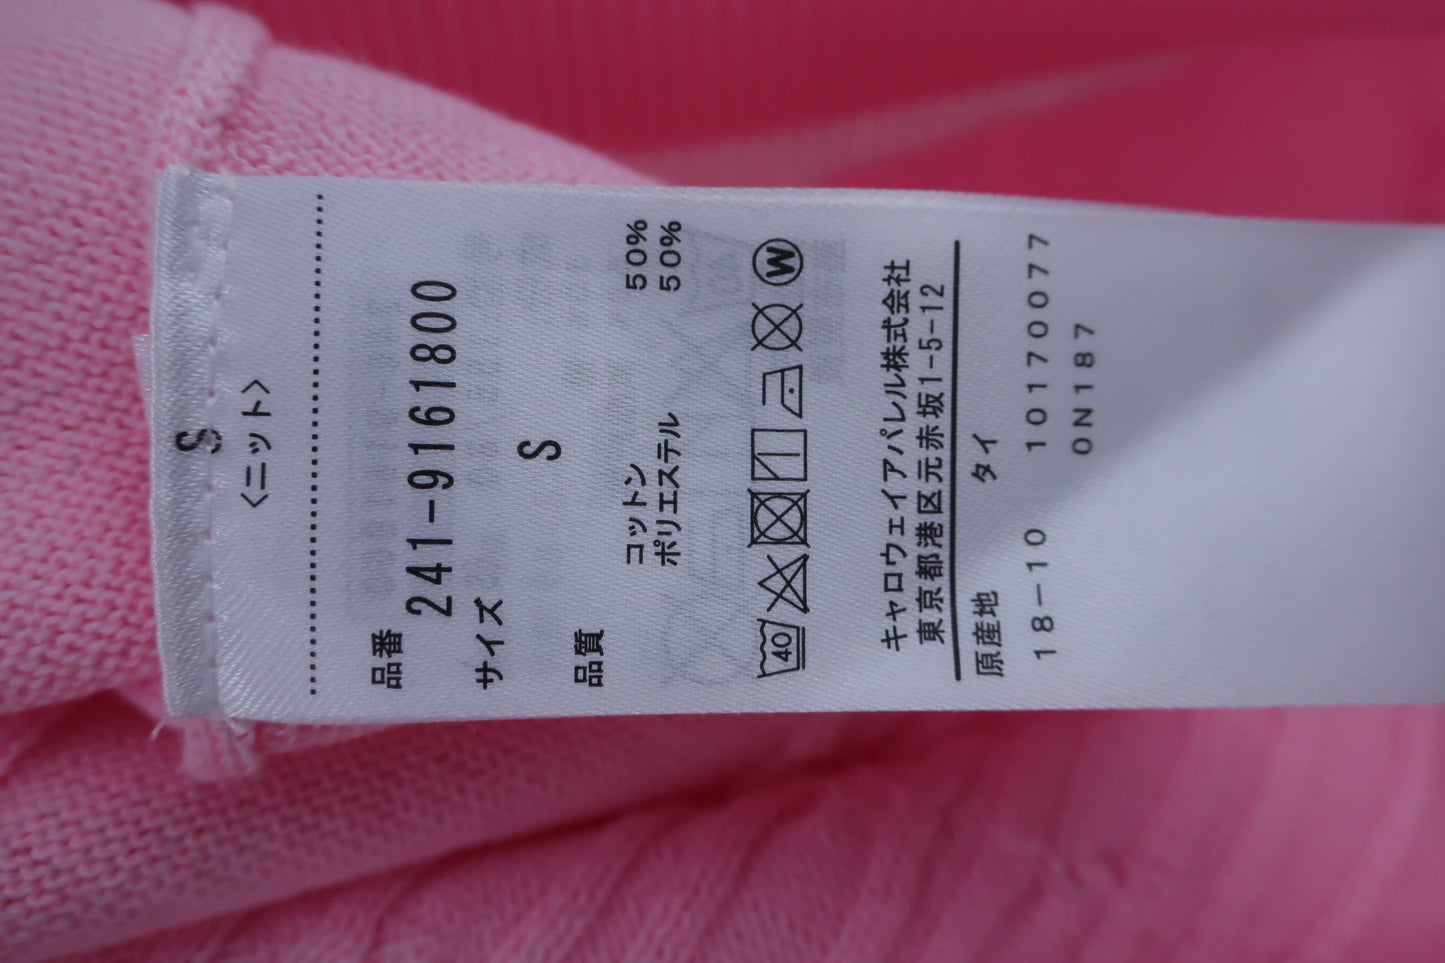 S
<ニット>
品番
241-9161800
サイズ
S
品質
コットン 50%
ポリエステル 50%
40 W
キャロウェイアパレル株式会社
東京都港区元赤坂1-5-12
原産地 タイ
18-10 10170077
0N187